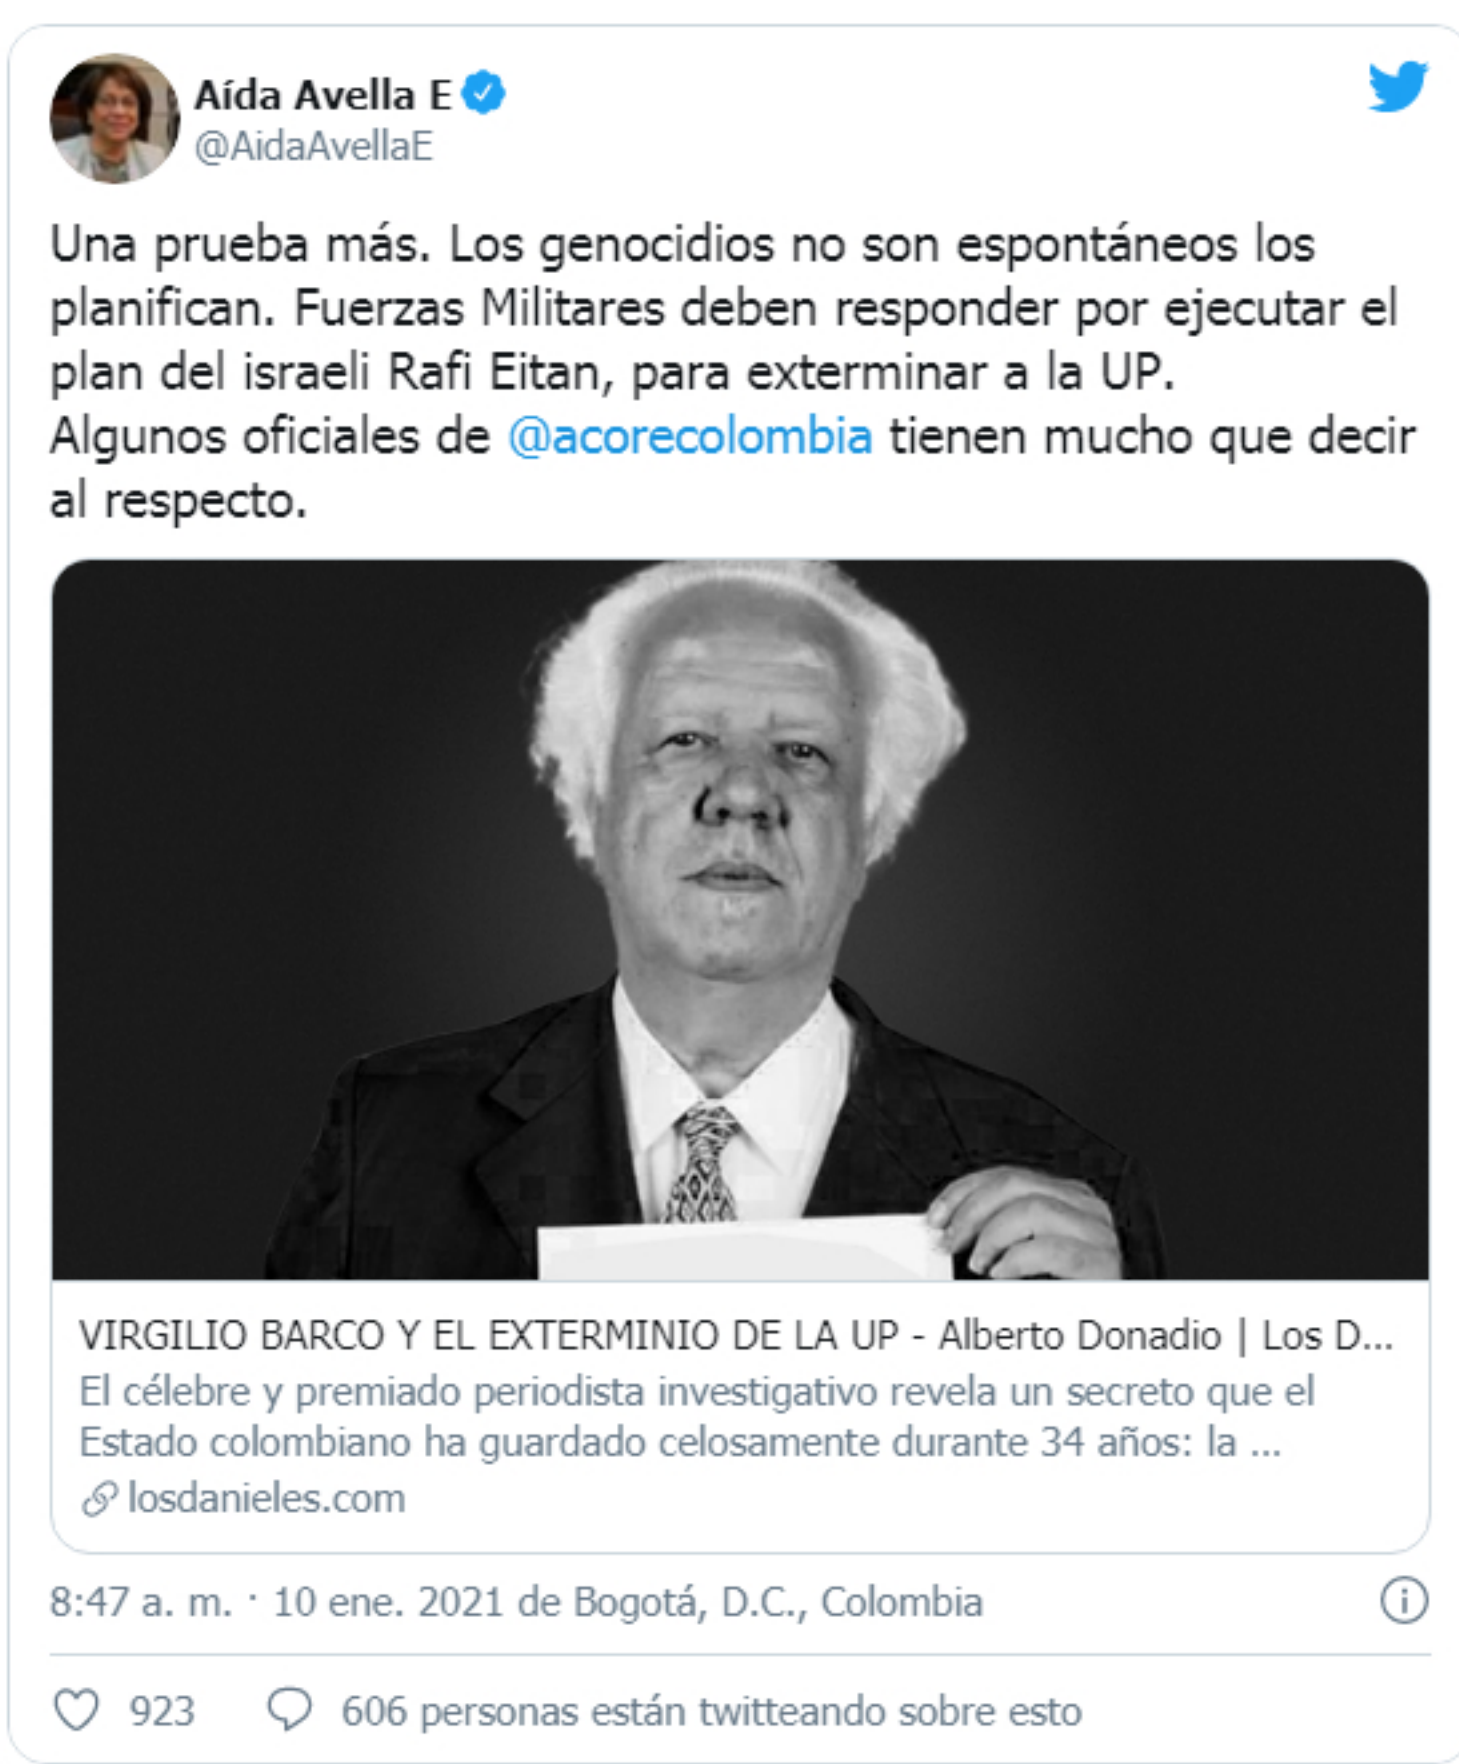 Aída Avella E
@AidaAvellaE
Una prueba más. Los genocidios no son espontáneos los
planifican. Fuerzas Militares deben responder por ejecutar el
plan del israeli Rafi Eitan, para exterminar a la UP.
Algunos oficiales de @acorecolombia tienen mucho que decir
al respecto.
VIRGILIO BARCO Y EL EXTERMINIO DE LA UP - Alberto Donadio | Los D...
El célebre y premiado periodista investigativo revela un secreto que el
Estado colombiano ha guardado celosamente durante 34 años: la ...
losdanieles.com
8:47 a. m. · 10 ene. 2021 de Bogotá, D.C., Colombia
923 606 personas están twitteando sobre esto